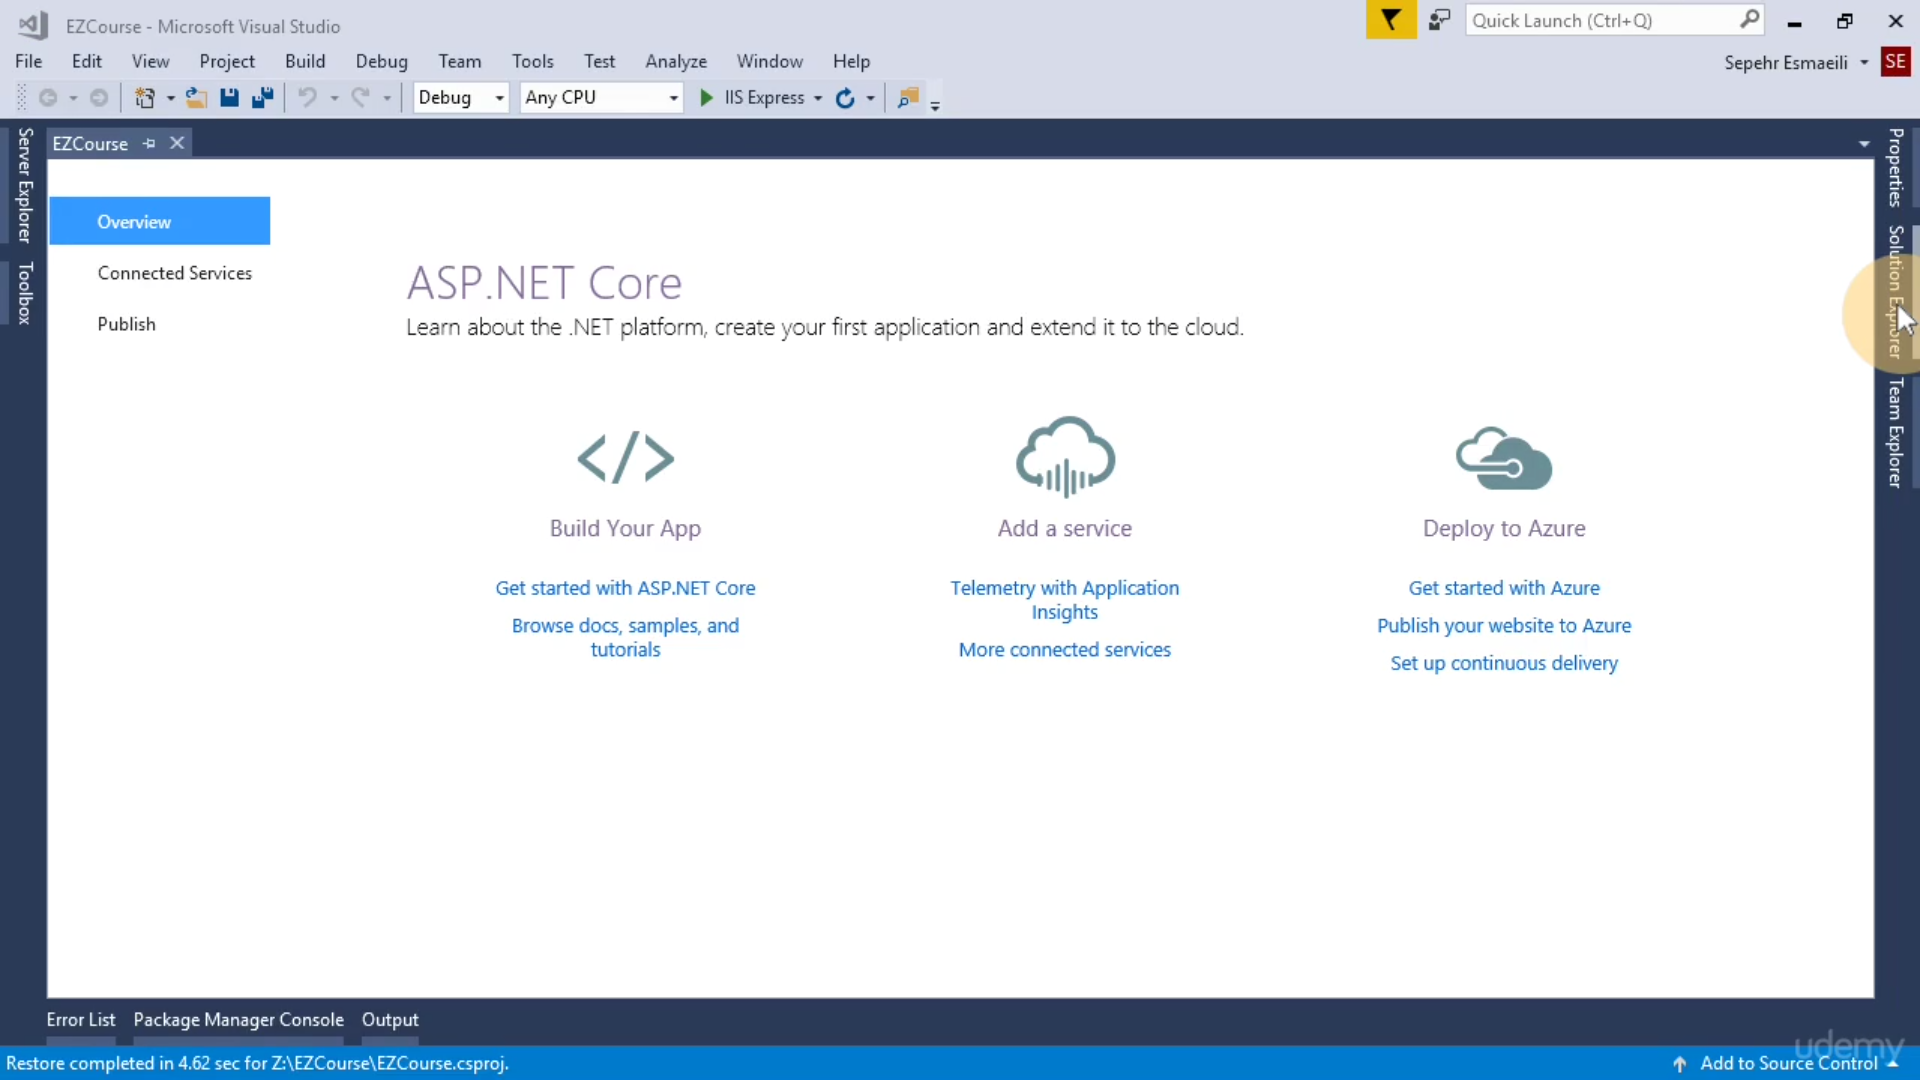 EZCourse - Microsoft Visual Studio
Quick Launch (Ctrl+Q)
File Edit View Project Build Debug Team Tools Test Analyze Window Help
Sepehr Esmaeili SE
Debug Any CPU IIS Express
Server Explorer
Toolbox
EZCourse
Properties
Solution Explorer
Team Explorer
Overview
Connected Services
Publish
ASP.NET Core
Learn about the .NET platform, create your first application and extend it to the cloud.
Build Your App
Get started with ASP.NET Core
Browse docs, samples, and
tutorials
Add a service
Telemetry with Application
Insights
More connected services
Deploy to Azure
Get started with Azure
Publish your website to Azure
Set up continuous delivery
Error List Package Manager Console Output
udemy
Restore completed in 4.62 sec for Z:\EZCourse\EZCourse.csproj.
Add to Source Control